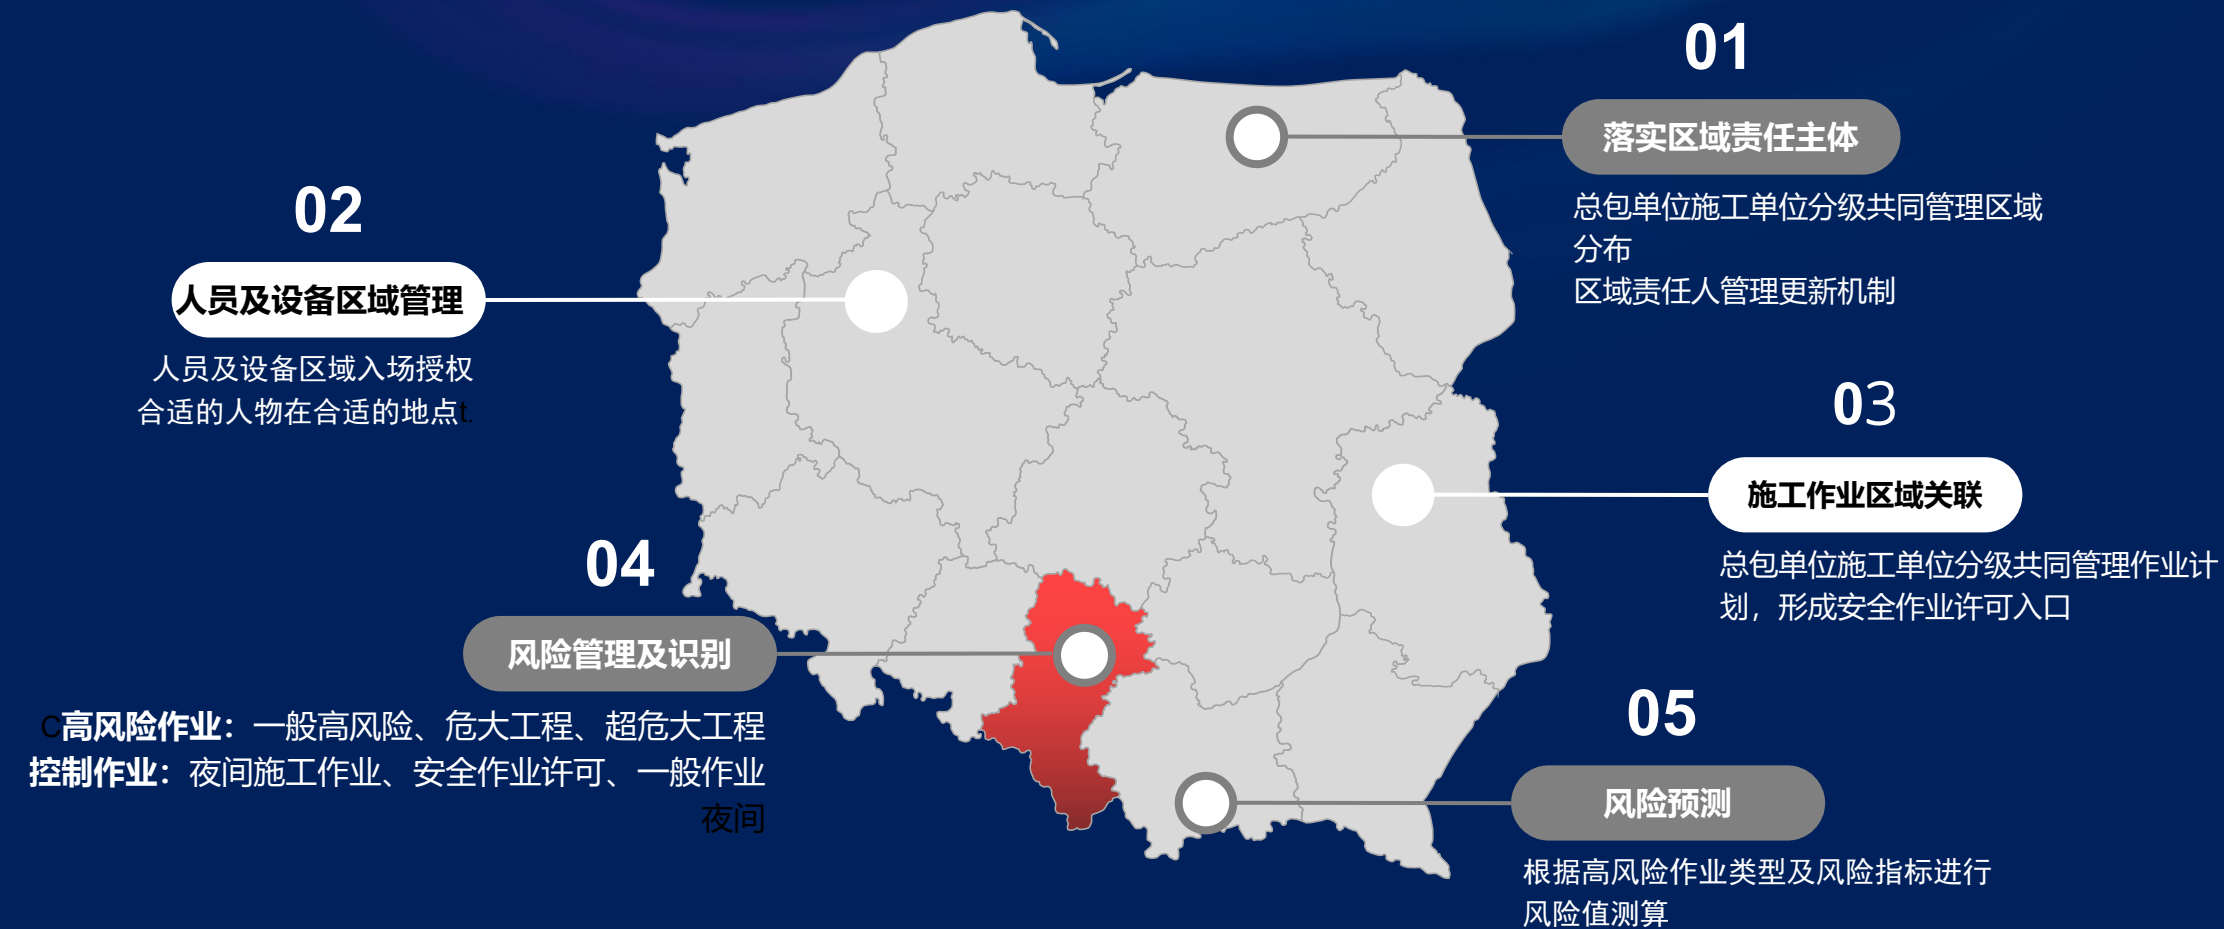 01
落实区域责任主体
总包单位施工单位分级共同管理区域
分布
区域责任人管理更新机制
02
人员及设备区域管理
人员及设备区域入场授权
合适的人物在合适的地点t.
03
施工作业区域关联
总包单位施工单位分级共同管理作业计
划，形成安全作业许可入口
04
风险管理及识别
C高风险作业：一般高风险、危大工程、超危大工程
控制作业：夜间施工作业、安全作业许可、一般作业
夜间
05
风险预测
根据高风险作业类型及风险指标进行
风险值测算